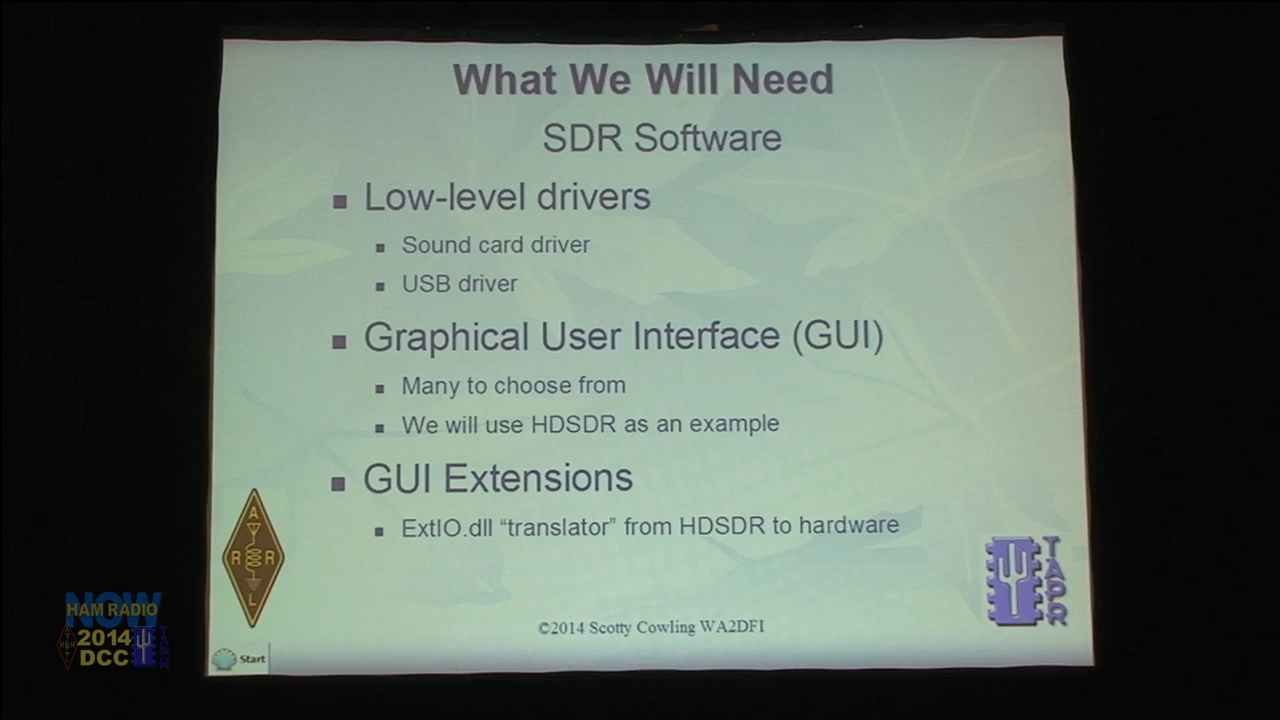 What We Will Need
SDR Software
Low-level drivers
Sound card driver
USB driver
Graphical User Interface (GUI)
Many to choose from
We will use HDSDR as an example
GUI Extensions
ExtIO.dll “translator” from HDSDR to hardware
A
R R
L
TAPR
©2014 Scotty Cowling WA2DFI
Start
NOW
HAM RADIO
2014
DCC